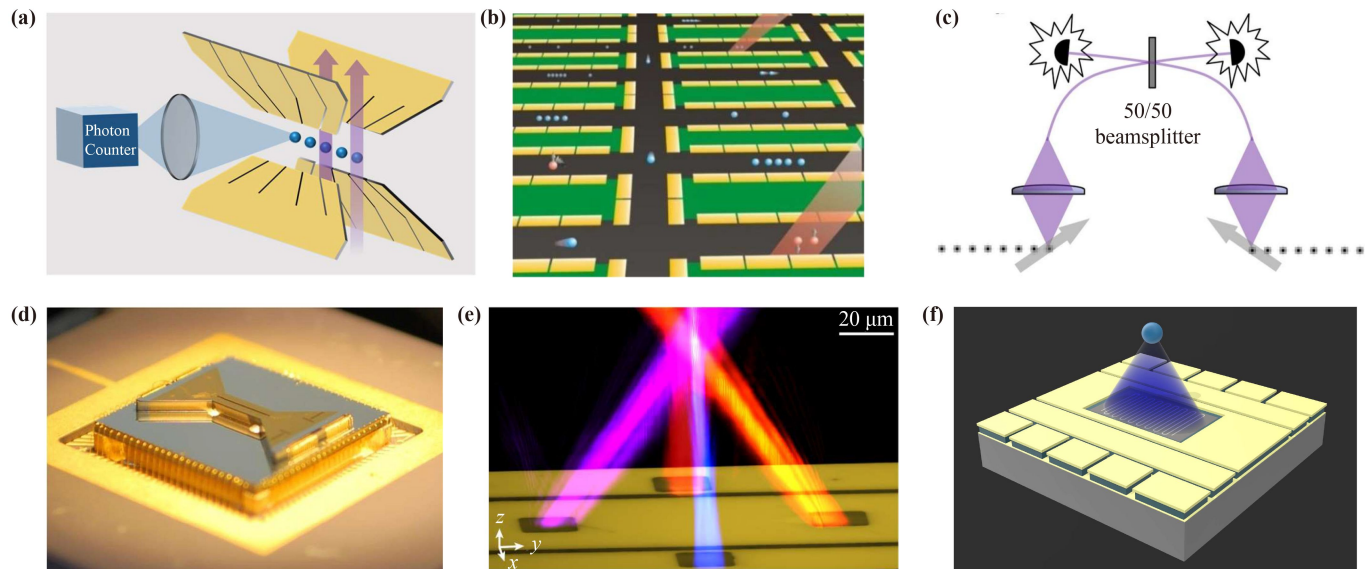 (a)
Photon
Counter
(b)
(c)
50/50
beamsplitter
(d)
(e)
20 μm
z
y
x
(f)